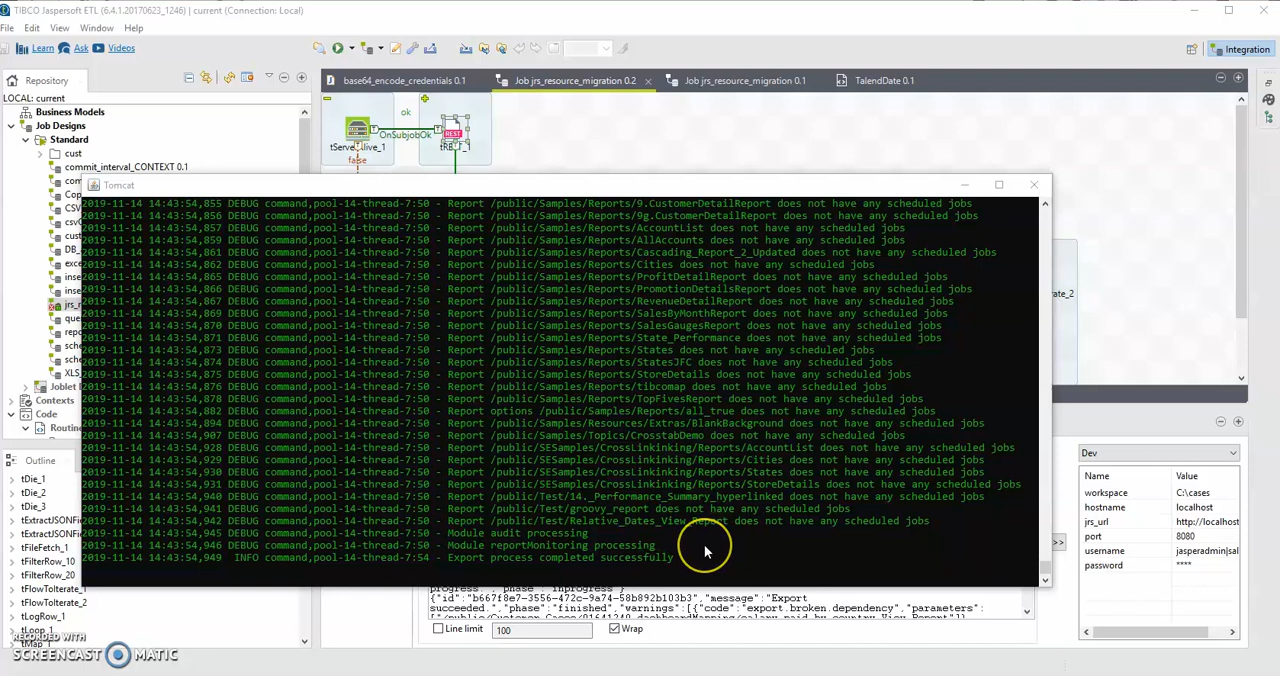 TIBCO Jaspersoft ETL (6.4.1.20170623_1246) | current (Connection: Local)
File Edit View Window Help
Learn Ask Videos
Integration
Repository
base64_encode_credentials 0.1
Job jrs_resource_migration 0.2
Job jrs_resource_migration 0.1
TalendDate 0.1
LOCAL: current
Business Models
Job Designs
Standard
cust
commit_interval_CONTEXT 0.1
ok
OnSubjobOk
REST
false
Tomcat
2019-11-14 14:43:54,855 DEBUG command,pool-14-thread-7:50 - Report /public/Samples/Reports/9.CustomerDetailReport does not have any scheduled jobs
2019-11-14 14:43:54,856 DEBUG command,pool-14-thread-7:50 - Report /public/Samples/Reports/9g.CustomerDetailReport does not have any scheduled jobs
2019-11-14 14:43:54,857 DEBUG command,pool-14-thread-7:50 - Report /public/Samples/Reports/AccountList does not have any scheduled jobs
2019-11-14 14:43:54,859 DEBUG command,pool-14-thread-7:50 - Report /public/Samples/Reports/AllAccounts does not have any scheduled jobs
2019-11-14 14:43:54,861 DEBUG command,pool-14-thread-7:50 - Report /public/Samples/Reports/Cascading_Report_2_Updated does not have any scheduled jobs
2019-11-14 14:43:54,862 DEBUG command,pool-14-thread-7:50 - Report /public/Samples/Reports/Cities does not have any scheduled jobs
2019-11-14 14:43:54,865 DEBUG command,pool-14-thread-7:50 - Report /public/Samples/Reports/ProfitDetailReport does not have any scheduled jobs
2019-11-14 14:43:54,866 DEBUG command,pool-14-thread-7:50 - Report /public/Samples/Reports/PromotionDetailsReport does not have any scheduled jobs
2019-11-14 14:43:54,867 DEBUG command,pool-14-thread-7:50 - Report /public/Samples/Reports/RevenueDetailReport does not have any scheduled jobs
2019-11-14 14:43:54,869 DEBUG command,pool-14-thread-7:50 - Report /public/Samples/Reports/SalesByMonthReport does not have any scheduled jobs
2019-11-14 14:43:54,870 DEBUG command,pool-14-thread-7:50 - Report /public/Samples/Reports/SalesGaugesReport does not have any scheduled jobs
2019-11-14 14:43:54,871 DEBUG command,pool-14-thread-7:50 - Report /public/Samples/Reports/State_Performance does not have any scheduled jobs
2019-11-14 14:43:54,873 DEBUG command,pool-14-thread-7:50 - Report /public/Samples/Reports/States does not have any scheduled jobs
2019-11-14 14:43:54,874 DEBUG command,pool-14-thread-7:50 - Report /public/Samples/Reports/StatesJFC does not have any scheduled jobs
2019-11-14 14:43:54,875 DEBUG command,pool-14-thread-7:50 - Report /public/Samples/Reports/StoreDetails does not have any scheduled jobs
2019-11-14 14:43:54,876 DEBUG command,pool-14-thread-7:50 - Report /public/Samples/Reports/tibcomap does not have any scheduled jobs
2019-11-14 14:43:54,878 DEBUG command,pool-14-thread-7:50 - Report /public/Samples/Reports/TopFivesReport does not have any scheduled jobs
2019-11-14 14:43:54,882 DEBUG command,pool-14-thread-7:50 - Report options /public/Samples/Reports/all_true does not have any scheduled jobs
2019-11-14 14:43:54,894 DEBUG command,pool-14-thread-7:50 - Report /public/Samples/Resources/Extras/BlankBackground does not have any scheduled jobs
2019-11-14 14:43:54,907 DEBUG command,pool-14-thread-7:50 - Report /public/Samples/Topics/CrosstabDemo does not have any scheduled jobs
2019-11-14 14:43:54,928 DEBUG command,pool-14-thread-7:50 - Report /public/SESamples/CrossLinkinking/Reports/AccountList does not have any scheduled jobs
2019-11-14 14:43:54,929 DEBUG command,pool-14-thread-7:50 - Report /public/SESamples/CrossLinkinking/Reports/Cities does not have any scheduled jobs
2019-11-14 14:43:54,930 DEBUG command,pool-14-thread-7:50 - Report /public/SESamples/CrossLinkinking/Reports/States does not have any scheduled jobs
2019-11-14 14:43:54,931 DEBUG command,pool-14-thread-7:50 - Report /public/SESamples/CrossLinkinking/Reports/StoreDetails does not have any scheduled jobs
2019-11-14 14:43:54,940 DEBUG command,pool-14-thread-7:50 - Report /public/Test/14._Performance_Summary_hyperlinked does not have any scheduled jobs
2019-11-14 14:43:54,941 DEBUG command,pool-14-thread-7:50 - Report /public/Test/groovy_report does not have any scheduled jobs
2019-11-14 14:43:54,942 DEBUG command,pool-14-thread-7:50 - Report /public/Test/Relative_Dates_View_Report does not have any scheduled jobs
2019-11-14 14:43:54,945 DEBUG command,pool-14-thread-7:50 - Module audit processing
2019-11-14 14:43:54,946 DEBUG command,pool-14-thread-7:50 - Module reportMonitoring processing
2019-11-14 14:43:54,949 INFO command,pool-14-thread-7:54 - Export process completed successfully
Joblet
Contexts
Code
Routin
Outline
tDie_1
tDie_2
tDie_3
tExtractJSONF
tFileFetch_1
tFilterRow_10
tFilterRow_20
tFlowToIterate_1
tFlowToIterate_2
tLogRow_1
tLoop_1
tMap_1
Dev
Name Value
workspace C:\cases
hostname localhost
jrs_url http://localhost
port 8080
username jasperadmin|sal
password ****
>>
{"id":"b667f8e7-3556-472c-9a74-58b892b103b3","message":"Export
succeeded.","phase":"finished","warnings":[{"code":"export.broken.dependency","parameters":
Line limit 100 Wrap
RECORDED WITH
SCREENCAST MATIC